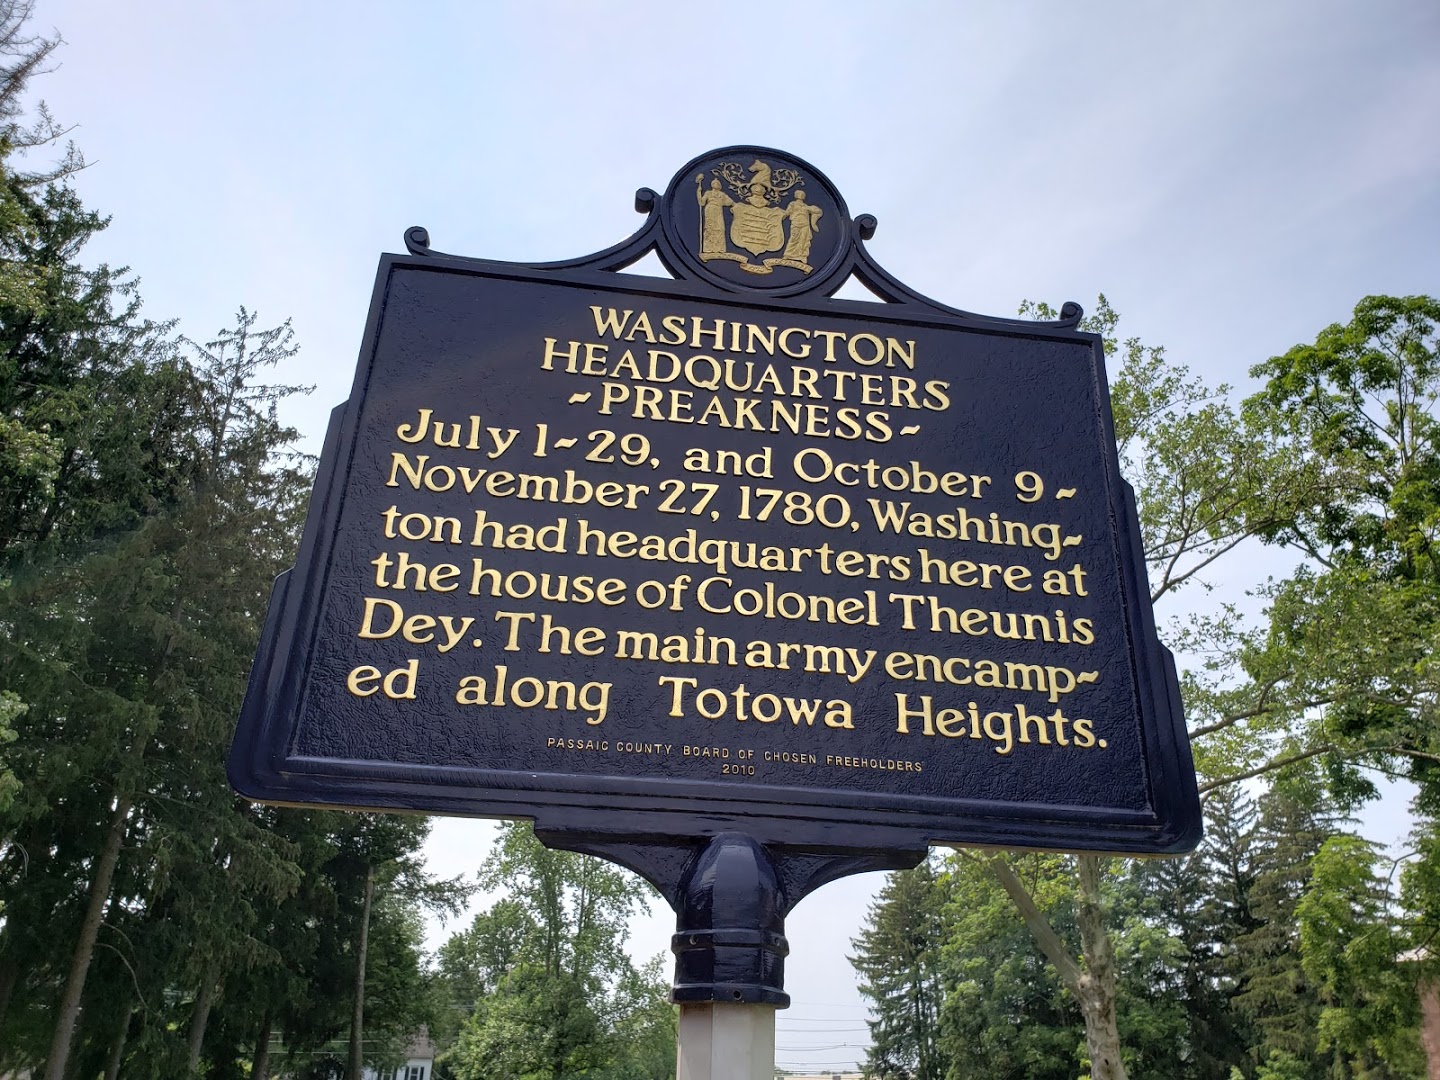 WASHINGTON
HEADQUARTERS
~PREAKNESS~
July 1~29, and October 9~
November 27, 1780, Washing~
ton had headquarters here at
the house of Colonel Theunis
Dey. The main army encamp~
ed along Totowa Heights.
PASSAIC COUNTY BOARD OF CHOSEN FREEHOLDERS
2010